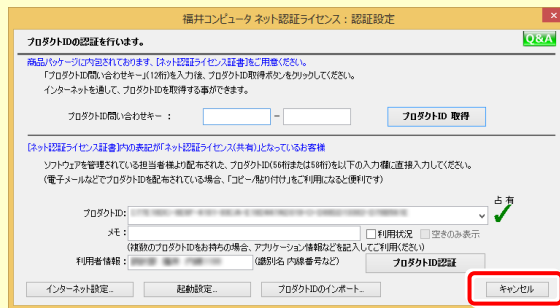 福井コンピュータ ネット認証ライセンス：認証設定
×
プロダクトIDの認証を行います。
Q&A
商品パッケージに内包されております、[ネット認証ライセンス証書]をご用意ください。
「プロダクトID問い合わせキー」(12桁)を入力後、プロダクトID取得ボタンをクリックしてください。
インターネットを通して、プロダクトIDを取得する事ができます。
プロダクトID問い合わせキー ：
－
プロダクトID 取得
[ネット認証ライセンス証書]内の表記が「ネット認証ライセンス(共有)」となっているお客様
ソフトウェアを管理されている担当者様より配布された、プロダクトID(56桁または58桁)を以下の入力欄に直接入力してください。
(電子メールなどでプロダクトIDを配布されている場合、「コピー/貼り付け」をご利用になると便利です)
占有
プロダクトID:
メモ：
利用状況
空きのみ表示
(複数のプロダクトIDをお持ちの場合、アプリケーション情報などを記入してご利用ください)
利用者情報：
(識別名 内線番号など)
プロダクトID認証
インターネット設定...
起動設定...
プロダクトIDのインポート...
キャンセル